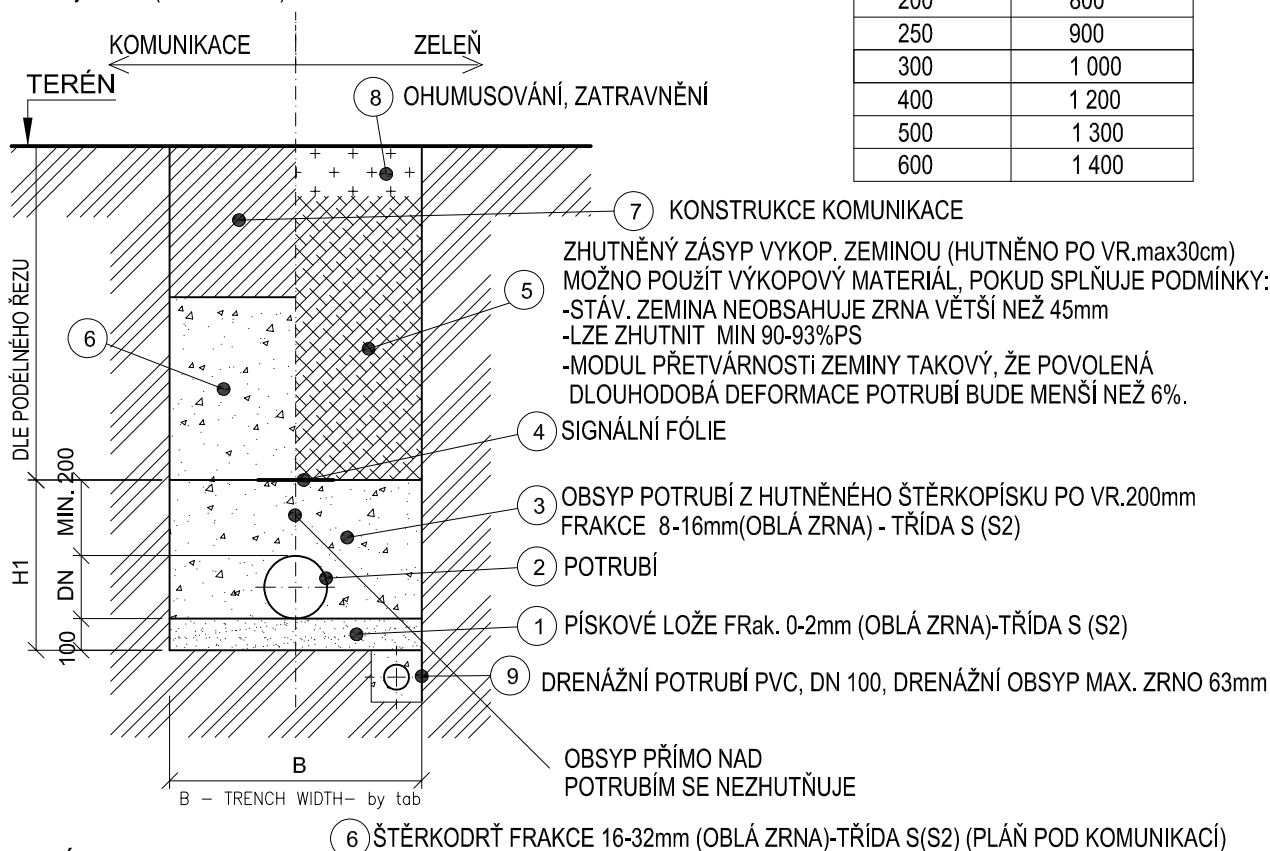 200 800
250 900
300 1 000
400 1 200
500 1 300
600 1 400
KOMUNIKACE ZELEŇ
TERÉN
8 OHUMUSOVÁNÍ, ZATRAVNĚNÍ
7 KONSTRUKCE KOMUNIKACE
5
ZHUTNĚNÝ ZÁSYP VYKOP. ZEMINOU (HUTNĚNO PO VR.max30cm)
MOŽNO POUžÍT VÝKOPOVÝ MATERIÁL, POKUD SPLŇUJE PODMÍNKY:
-STÁV. ZEMINA NEOBSAHUJE ZRNA VĚTŠÍ NEŽ 45mm
-LZE ZHUTNIT MIN 90-93%PS
-MODUL PŘETVÁRNOSTi ZEMINY TAKOVÝ, ŽE POVOLENÁ
DLOUHODOBÁ DEFORMACE POTRUBÍ BUDE MENŠÍ NEŽ 6%.
6
DLE PODÉLNÉHO ŘEZU
4 SIGNÁLNÍ FÓLIE
MIN. 200
3 OBSYP POTRUBÍ Z HUTNĚNÉHO ŠTĚRKOPÍSKU PO VR.200mm
FRAKCE 8-16mm(OBLÁ ZRNA) - TŘÍDA S (S2)
H1
DN
2 POTRUBÍ
100
1 PÍSKOVÉ LOŽE FRak. 0-2mm (OBLÁ ZRNA)-TŘÍDA S (S2)
9 DRENÁŽNÍ POTRUBÍ PVC, DN 100, DRENÁŽNÍ OBSYP MAX. ZRNO 63mm
B
B - TRENCH WIDTH- by tab
OBSYP PŘÍMO NAD
POTRUBÍM SE NEZHUTŇUJE
6 ŠTĚRKODRŤ FRAKCE 16-32mm (OBLÁ ZRNA)-TŘÍDA S(S2) (PLÁŇ POD KOMUNIKACÍ)